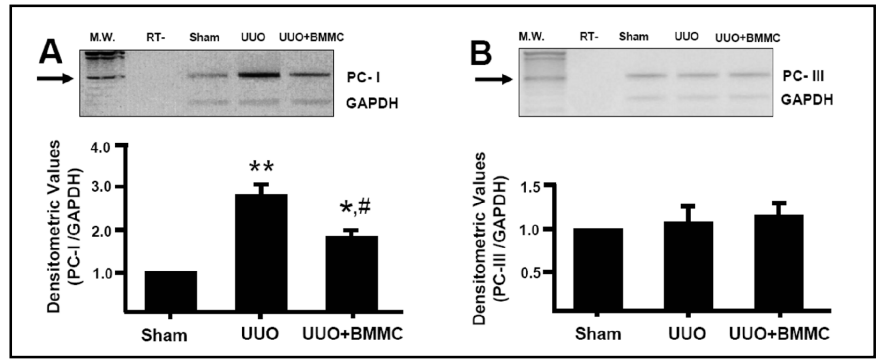 A
M.W. RT- Sham UUO UUO+BMMC
PC- I
GAPDH
Densitometric Values
(PC-I /GAPDH)
4.0
3.0
2.0
1.0
**
*,#
Sham UUO UUO+BMMC
B
M.W. RT- Sham UUO UUO+BMMC
PC- III
GAPDH
Densitometric Values
(PC-III /GAPDH)
1.5
1.0
0.5
Sham UUO UUO+BMMC